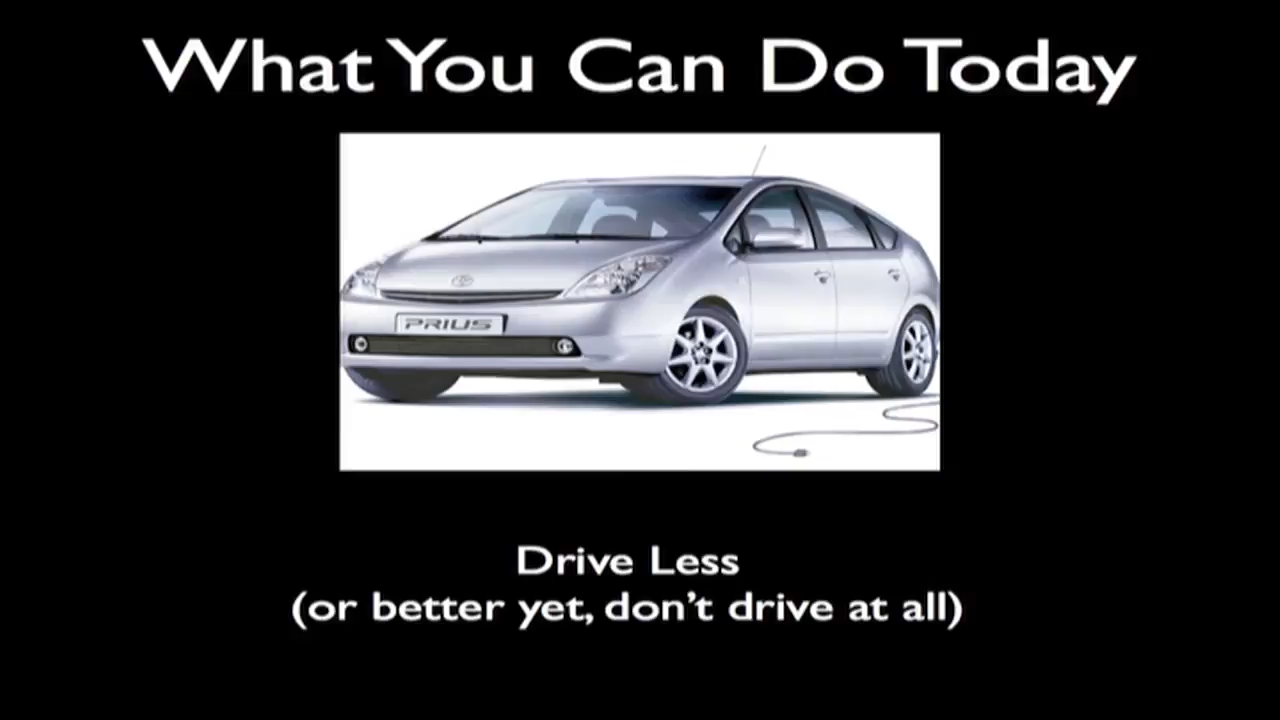 What You Can Do Today
PRIUS
Drive Less
(or better yet, don't drive at all)